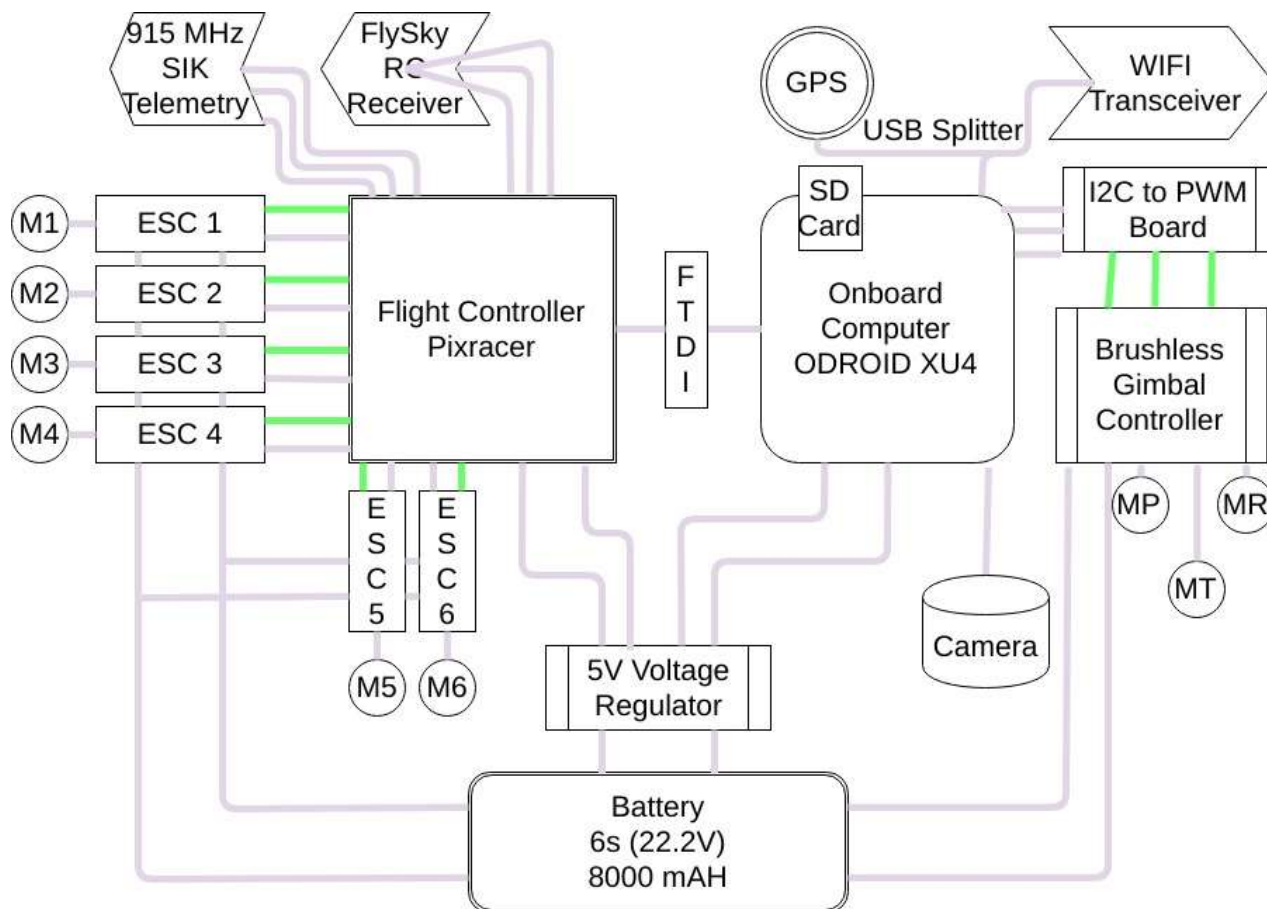 915 MHz
SIK
Telemetry
FlySky
RC
Receiver
GPS
USB Splitter
WIFI
Transceiver
SD
Card
I2C to PWM
Board
M1
ESC 1
M2
ESC 2
M3
ESC 3
M4
ESC 4
Flight Controller
Pixracer
F
T
D
I
Onboard
Computer
ODROID XU4
Brushless
Gimbal
Controller
MP
MR
MT
E
S
C
5
E
S
C
6
M5
M6
Camera
5V Voltage
Regulator
Battery
6s (22.2V)
8000 mAH